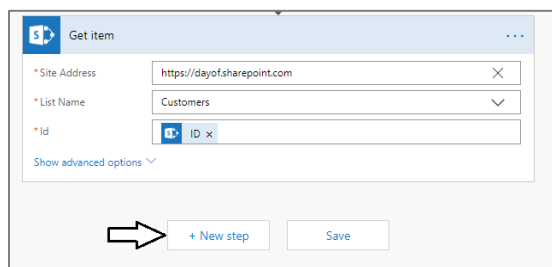 Get item
* Site Address https://dayof.sharepoint.com
* List Name Customers
* Id ID ×
Show advanced options
+ New step Save